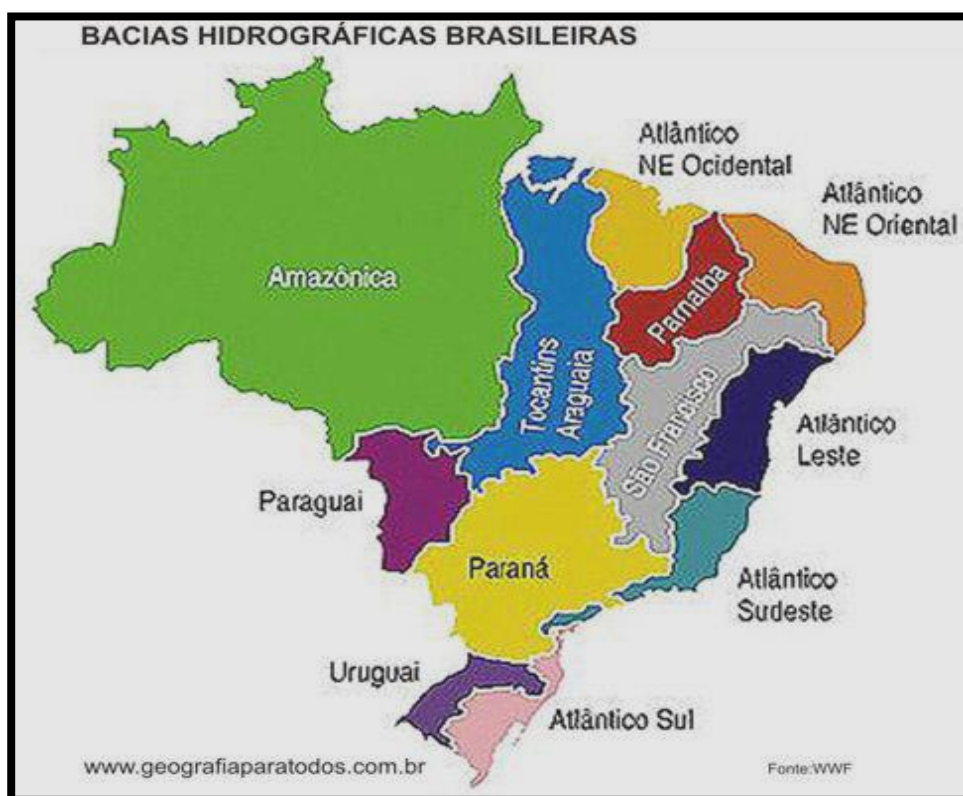 BACIAS HIDROGRÁFICAS BRASILEIRAS
Atlântico
NE Ocidental
Atlântico
NE Oriental
Amazônica
Parnaíba
Tocantins
Araguaia
São Francisco
Atlântico
Leste
Paraguai
Paraná
Atlântico
Sudeste
Uruguai
Atlântico Sul
www.geografiaparatodos.com.br
Fonte:WWF